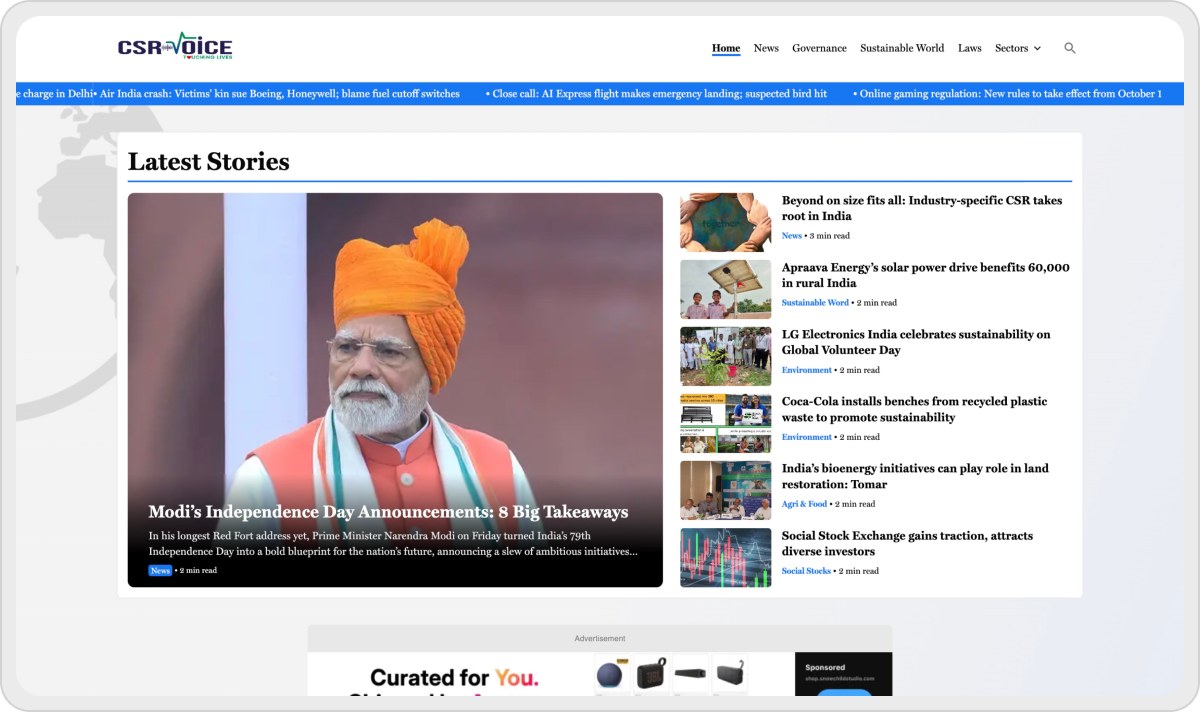 CSR VOICE
TOUCHING LIVES
Home News Governance Sustainable World Laws Sectors
e charge in Delhi• Air India crash: Victims' kin sue Boeing, Honeywell; blame fuel cutoff switches • Close call: AI Express flight makes emergency landing; suspected bird hit • Online gaming regulation: New rules to take effect from October 1
Latest Stories
Modi's Independence Day Announcements: 8 Big Takeaways
In his longest Red Fort address yet, Prime Minister Narendra Modi on Friday turned India's 79th
Independence Day into a bold blueprint for the nation's future, announcing a slew of ambitious initiatives...
News • 2 min read
together
Beyond on size fits all: Industry-specific CSR takes
root in India
News • 3 min read
Apraava Energy's solar power drive benefits 60,000
in rural India
Sustainable Word • 2 min read
LG Electronics India celebrates sustainability on
Global Volunteer Day
Environment • 2 min read
Coca-Cola installs benches from recycled plastic
waste to promote sustainability
Environment • 2 min read
India's bioenergy initiatives can play role in land
restoration: Tomar
Agri & Food • 2 min read
Social Stock Exchange gains traction, attracts
diverse investors
Social Stocks • 2 min read
Advertisement
Curated for You.
Sponsored